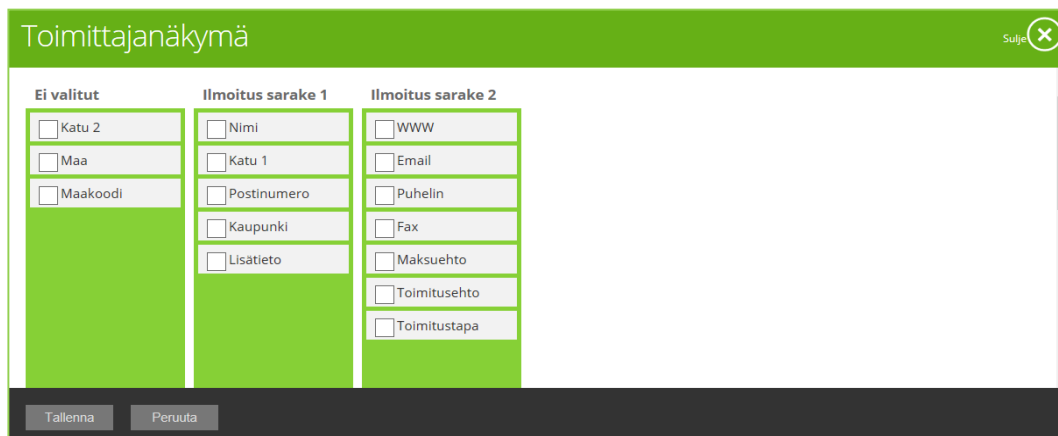 Toimittajanäkymä
Sulje
Ei valitut
Katu 2
Maa
Maakoodi
Ilmoitus sarake 1
Nimi
Katu 1
Postinumero
Kaupunki
Lisätieto
Ilmoitus sarake 2
WWW
Email
Puhelin
Fax
Maksuehto
Toimitusehto
Toimitustapa
Tallenna
Peruuta